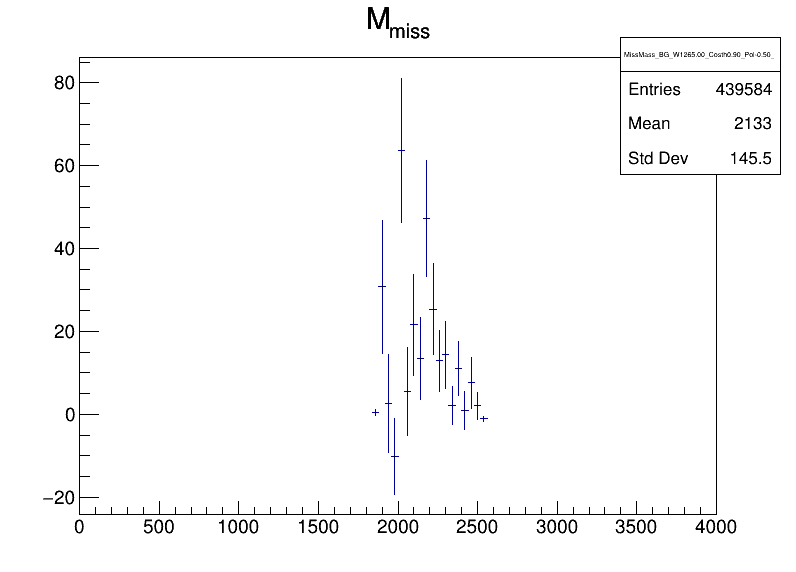 M_miss
MissMass_BG_W1265.00_Costh0.90_Pol-0.50_
Entries 439584
Mean 2133
Std Dev 145.5
80
60
40
20
0
−20
0 500 1000 1500 2000 2500 3000 3500 4000